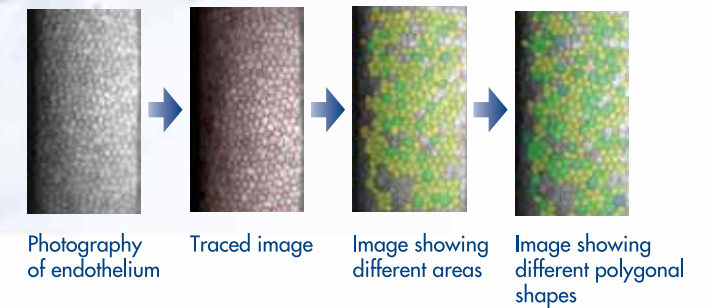 Photography
of endothelium
Traced image
Image showing
different areas
Image showing
different polygonal
shapes